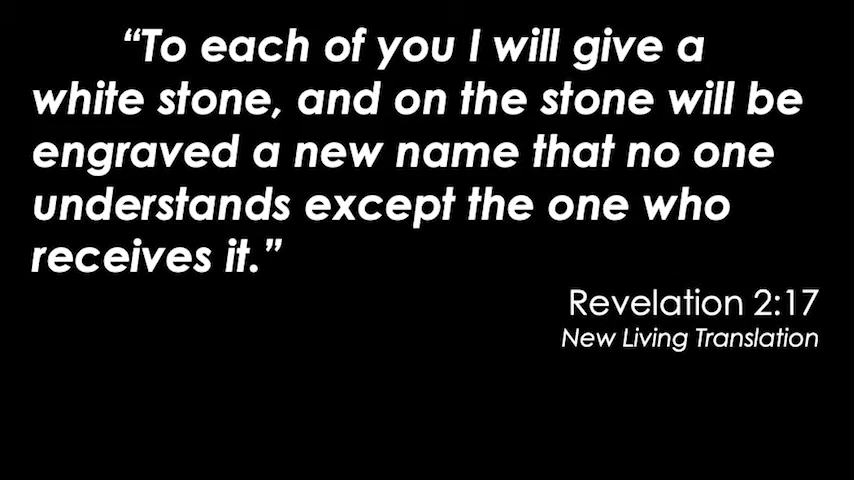 “To each of you I will give a
white stone, and on the stone will be
engraved a new name that no one
understands except the one who
receives it.”
Revelation 2:17
New Living Translation